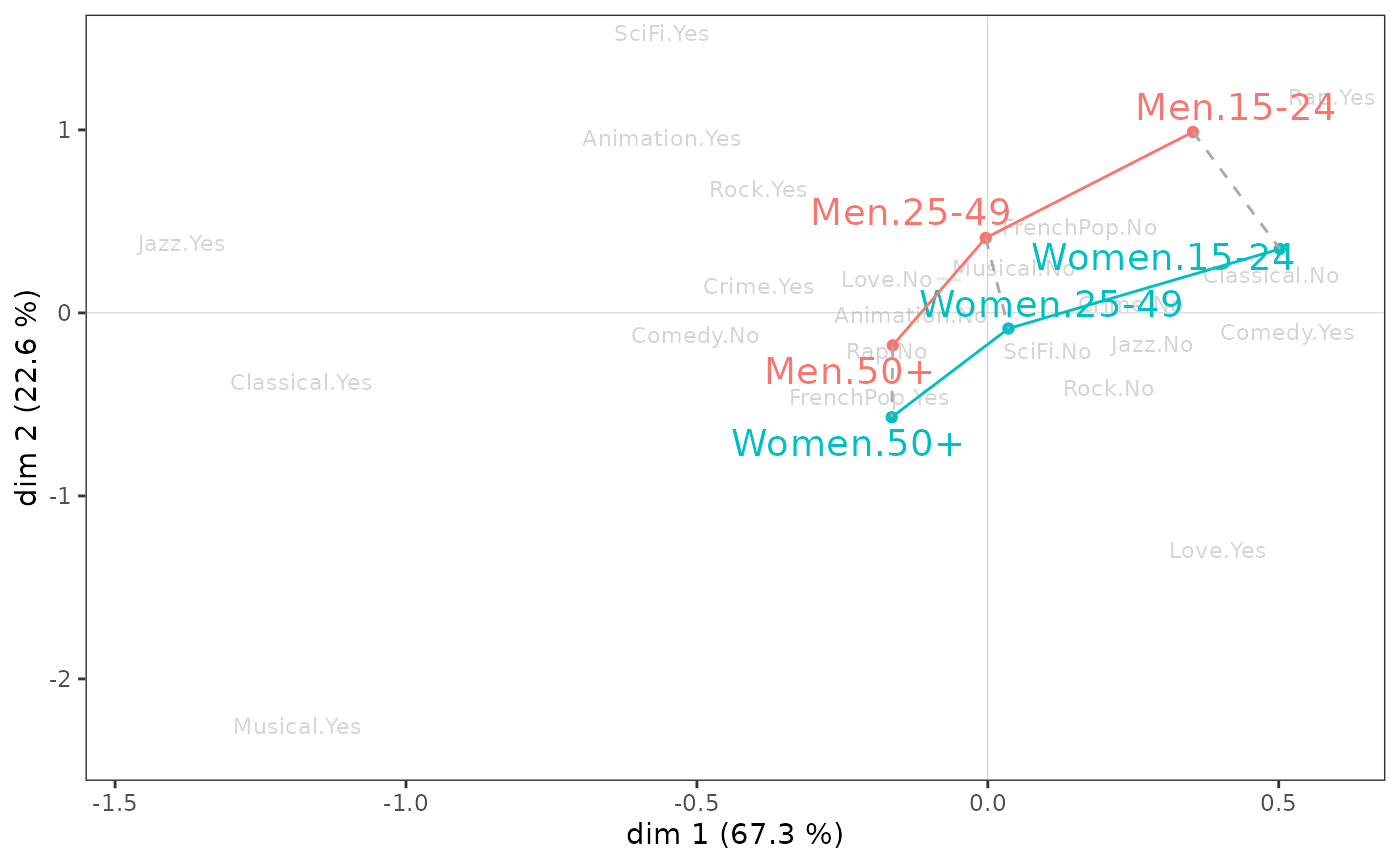 SciFi.Yes
Rap.Yes
Men.15-24
1
Animation.Yes
Rock.Yes
Men.25-49
FrenchPop.No
Jazz.Yes
Women.15-24
Musical.No
Love.No
Classical.No
Crime.Yes
Women.25-49
Crime.No
0
Animation.No
Comedy.No
Comedy.Yes
Rap.No
SciFi.No
Jazz.No
Men.50+
Classical.Yes
Rock.No
FrenchPop.Yes
Women.50+
-1
Love.Yes
-2
Musical.Yes
-1.5
-1.0
-0.5
0.0
0.5
dim 1 (67.3 %)
dim 2 (22.6 %)